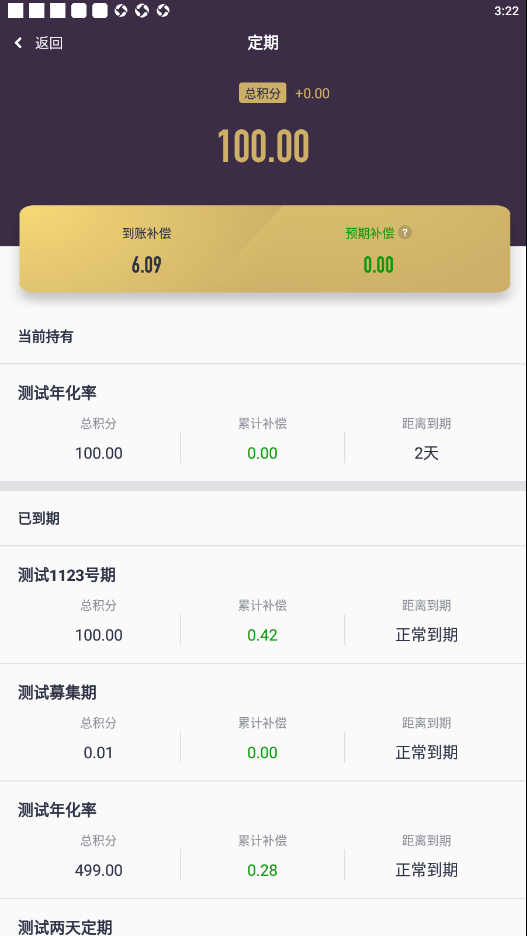 3:22
返回 定期
总积分 +0.00
100.00
到账补偿 预期补偿 ?
6.09 0.00
当前持有
测试年化率
总积分 累计补偿 距离到期
100.00 0.00 2天
已到期
测试1123号期
总积分 累计补偿 距离到期
100.00 0.42 正常到期
测试募集期
总积分 累计补偿 距离到期
0.01 0.00 正常到期
测试年化率
总积分 累计补偿 距离到期
499.00 0.28 正常到期
测试两天定期